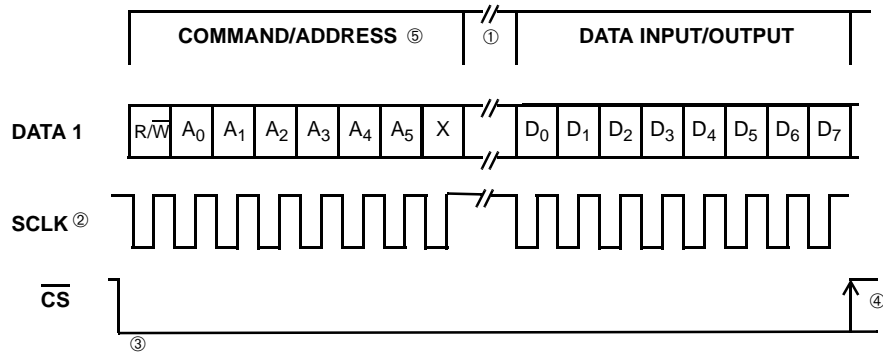 COMMAND/ADDRESS ⑤ ① DATA INPUT/OUTPUT
DATA 1 R/W̅ A₀ A₁ A₂ A₃ A₄ A₅ X D₀ D₁ D₂ D₃ D₄ D₅ D₆ D₇
SCLK ②
C̅S̅ ④
③